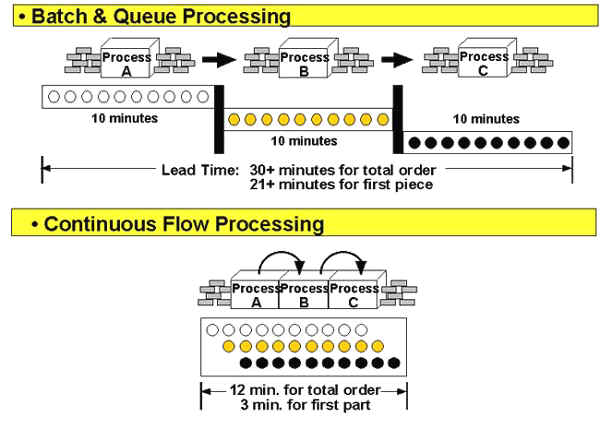 • Batch & Queue Processing
Process A
Process B
Process C
10 minutes
10 minutes
10 minutes
Lead Time: 30+ minutes for total order
21+ minutes for first piece
• Continuous Flow Processing
Process A
Process B
Process C
12 min. for total order
3 min. for first part